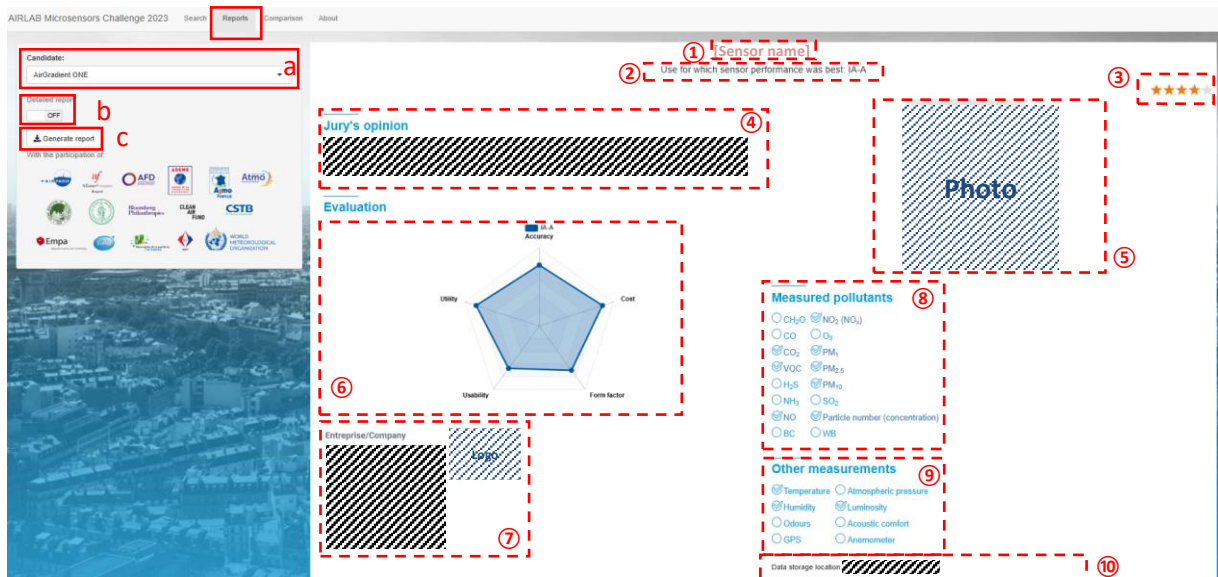 AIRLAB Microsensors Challenge 2023 Search Reports Comparison About
Candidate:
AirGradient ONE
a
Detailed report
OFF
b
Generate report
c
With the participation of:
AFD
ADEME
Atmo
Atmo
France
Bloomberg
Philanthropies
CLEAN
AIR
FUND
CSTB
Empa
WORLD
METEOROLOGICAL
ORGANIZATION
① [Sensor name]
② Use for which sensor performance was best: IA-A
③
④
Jury's opinion
Photo
⑤
Evaluation
IA-A
Accuracy
Utility
Cost
Usability
Form factor
⑥
Entreprise/Company
Logo
⑦
Measured pollutants ⑧
CH₂O NO₂ (NOₓ)
CO O₃
CO₂ PM₁
VOC PM₂.₅
H₂S PM₁₀
NH₃ SO₂
NO Particle number (concentration)
BC WB
Other measurements ⑨
Temperature Atmospheric pressure
Humidity Luminosity
Odours Acoustic comfort
GPS Anemometer
Data storage location
⑩